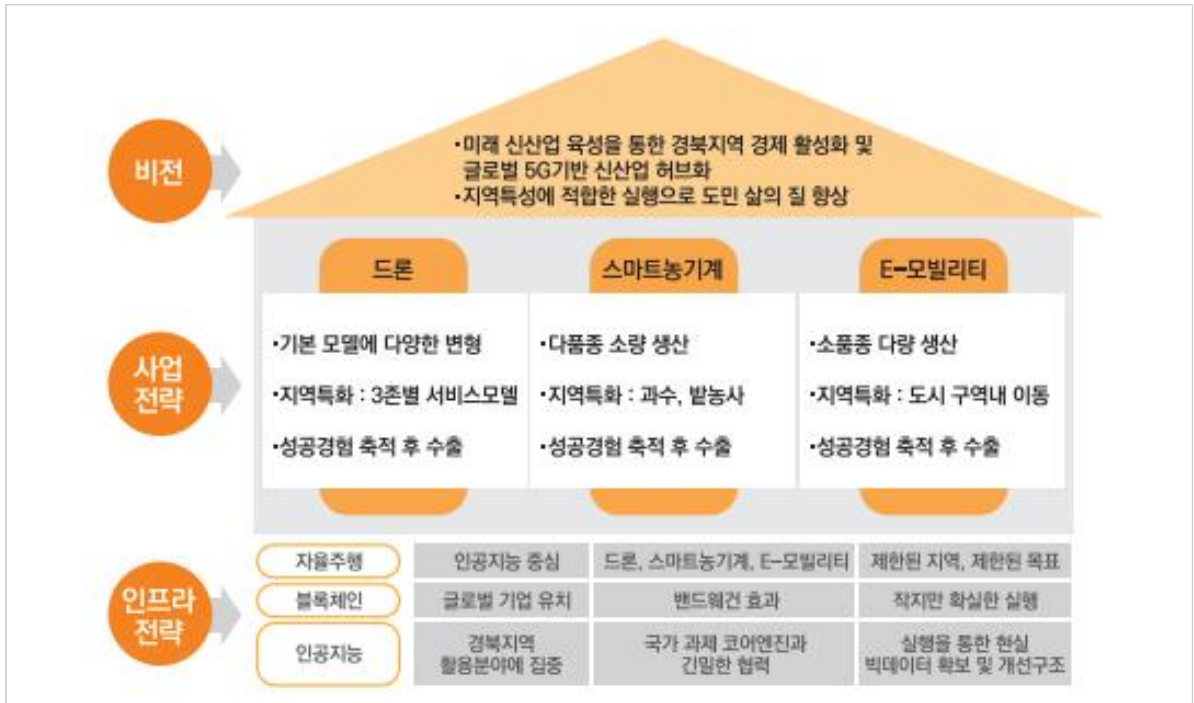 비전
•미래 신산업 육성을 통한 경북지역 경제 활성화 및
글로벌 5G기반 신산업 허브화
•지역특성에 적합한 실행으로 도민 삶의 질 향상
드론
스마트농기계
E-모빌리티
사업
전략
•기본 모델에 다양한 변형
•지역특화 : 3존별 서비스모델
•성공경험 축적 후 수출
•다품종 소량 생산
•지역특화 : 과수, 밭농사
•성공경험 축적 후 수출
•소품종 다량 생산
•지역특화 : 도시 구역내 이동
•성공경험 축적 후 수출
인프라
전략
자율주행
인공지능 중심
드론, 스마트농기계, E-모빌리티
제한된 지역, 제한된 목표
블록체인
글로벌 기업 유치
밴드웨건 효과
작지만 확실한 실행
인공지능
경북지역
활용분야에 집중
국가 과제 코어엔진과
긴밀한 협력
실행을 통한 현실
빅데이터 확보 및 개선구조